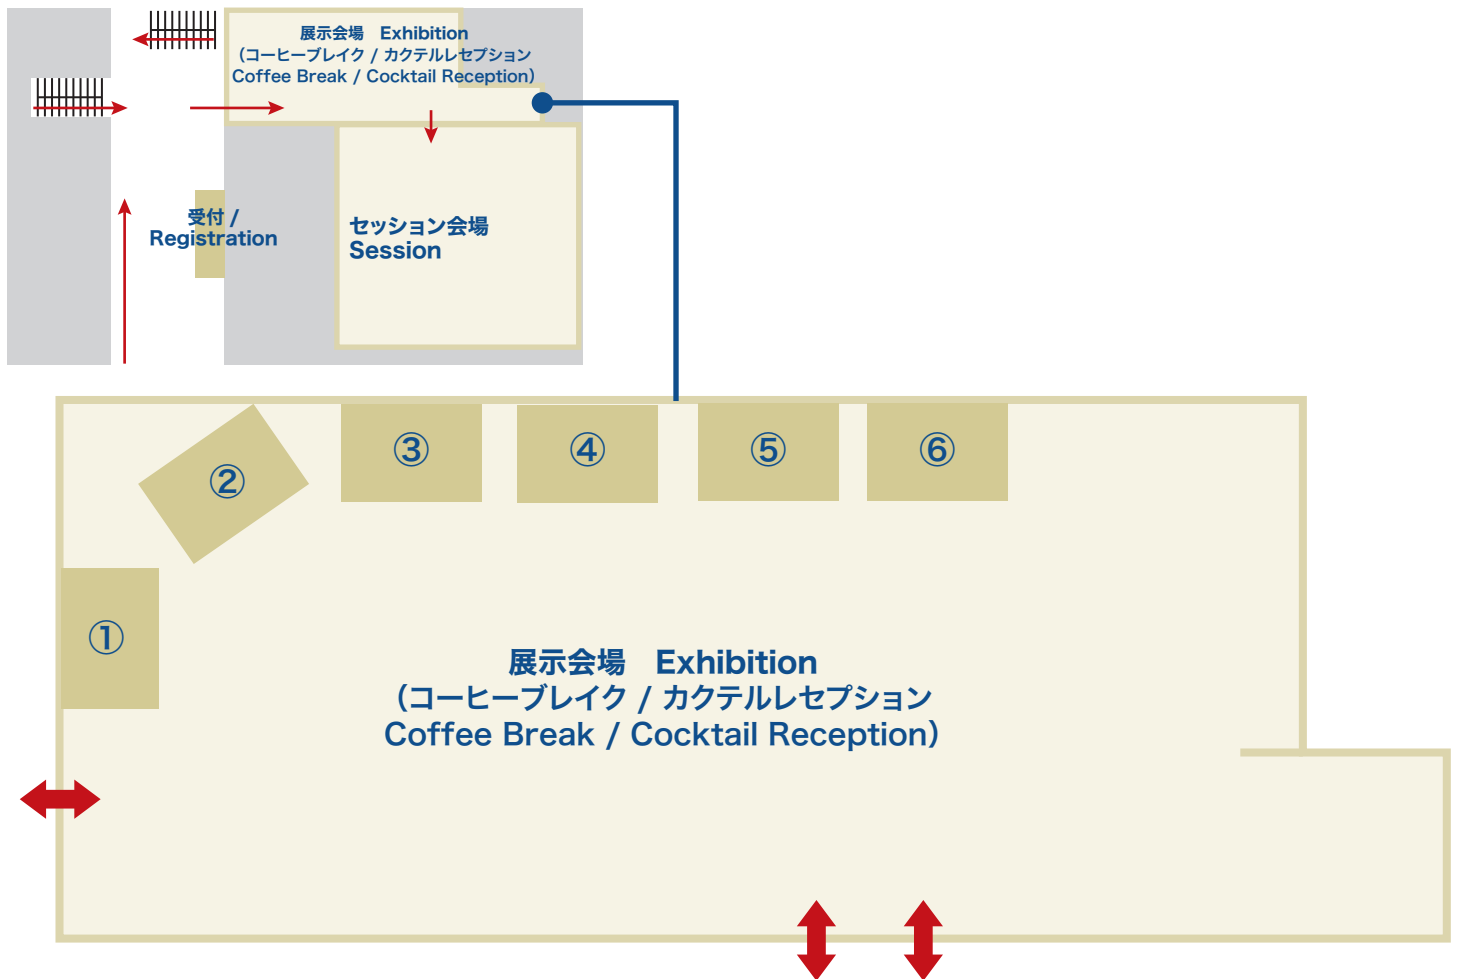 展示会場　Exhibition
（コーヒーブレイク / カクテルレセプション
Coffee Break / Cocktail Reception）
受付 /
Registration
セッション会場
Session
①
②
③
④
⑤
⑥
展示会場　Exhibition
（コーヒーブレイク / カクテルレセプション
Coffee Break / Cocktail Reception）